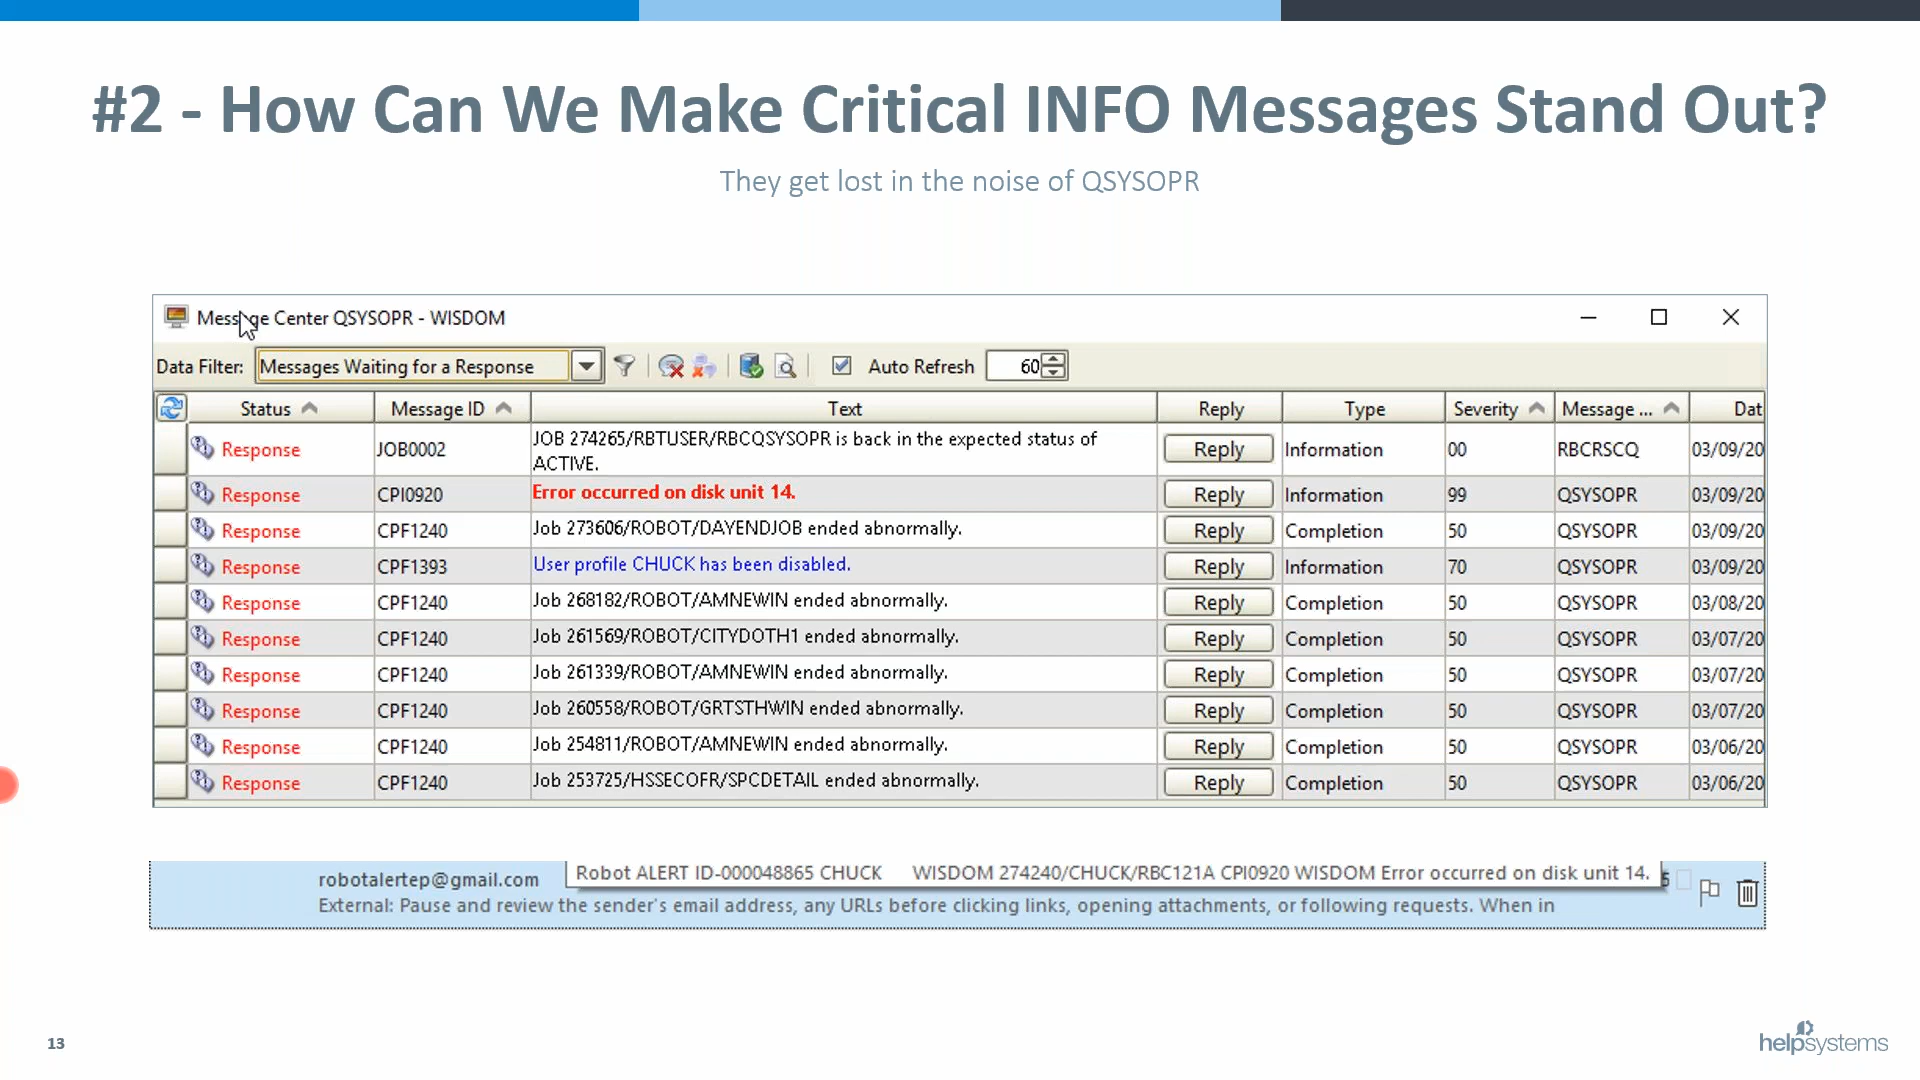 #2 - How Can We Make Critical INFO Messages Stand Out?
They get lost in the noise of QSYSOPR
Message Center QSYSOPR - WISDOM
Data Filter: Messages Waiting for a Response Auto Refresh 60
Status Message ID Text Reply Type Severity Message ... Dat
Response JOB0002 JOB 274265/RBTUSER/RBCQSYSOPR is back in the expected status of Reply Information 00 RBCRSCQ 03/09/20
ACTIVE.
Response CPI0920 Error occurred on disk unit 14. Reply Information 99 QSYSOPR 03/09/20
Response CPF1240 Job 273606/ROBOT/DAYENDJOB ended abnormally. Reply Completion 50 QSYSOPR 03/09/20
Response CPF1393 User profile CHUCK has been disabled. Reply Information 70 QSYSOPR 03/09/20
Response CPF1240 Job 268182/ROBOT/AMNEWIN ended abnormally. Reply Completion 50 QSYSOPR 03/08/20
Response CPF1240 Job 261569/ROBOT/CITYDOTH1 ended abnormally. Reply Completion 50 QSYSOPR 03/07/20
Response CPF1240 Job 261339/ROBOT/AMNEWIN ended abnormally. Reply Completion 50 QSYSOPR 03/07/20
Response CPF1240 Job 260558/ROBOT/GRTSTHWIN ended abnormally. Reply Completion 50 QSYSOPR 03/07/20
Response CPF1240 Job 254811/ROBOT/AMNEWIN ended abnormally. Reply Completion 50 QSYSOPR 03/06/20
Response CPF1240 Job 253725/HSSECOFR/SPCDETAIL ended abnormally. Reply Completion 50 QSYSOPR 03/06/20
robotalertep@gmail.com Robot ALERT ID-000048865 CHUCK WISDOM 274240/CHUCK/RBC121A CPI0920 WISDOM Error occurred on disk unit 14.
External: Pause and review the sender's email address, any URLs before clicking links, opening attachments, or following requests. When in
13
helpsystems